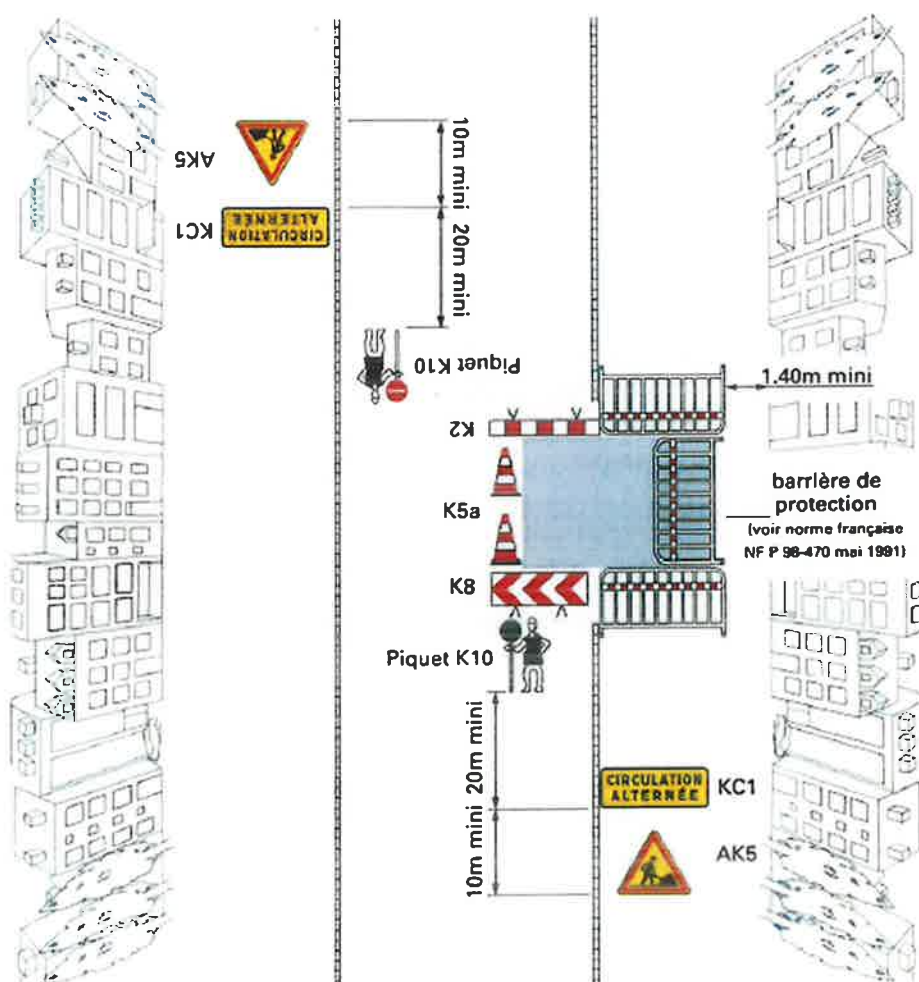 10m mini
AK5
CIRCULATION
ALTERNÉE
KC1
20m mini
Piquet K10
1.40m mini
K2
barrière de
protection
(voir norme française
NF P 98-470 mai 1991)
K5a
K8
Piquet K10
20m mini
CIRCULATION
ALTERNÉE
KC1
10m mini
AK5